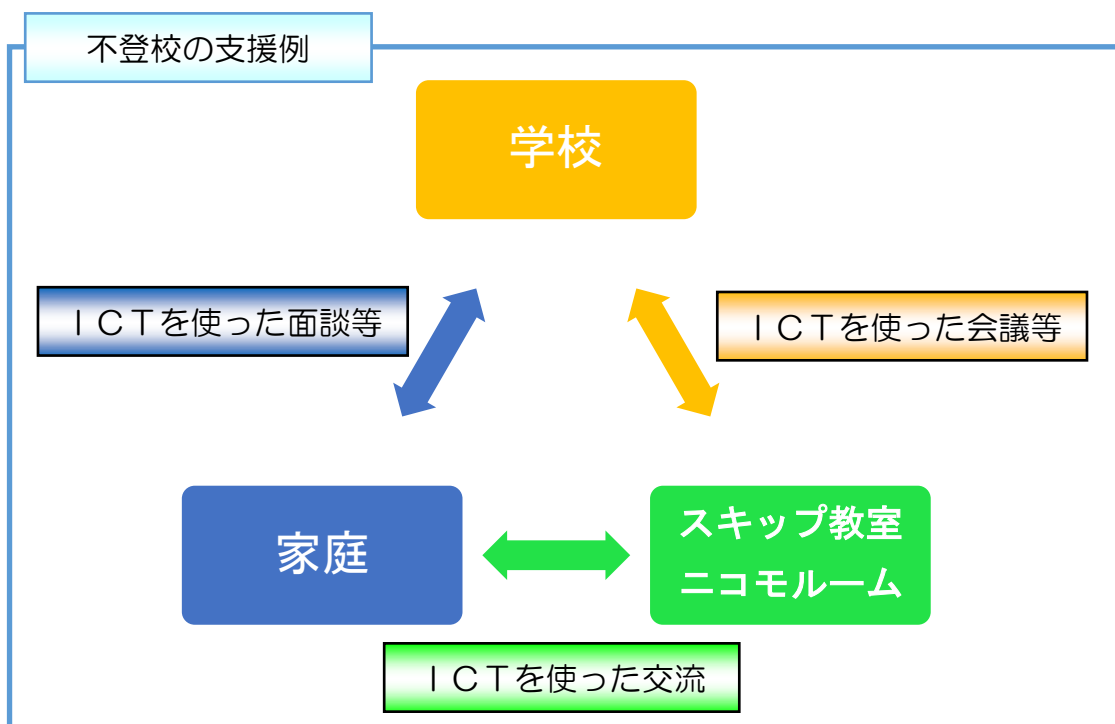 不登校の支援例
学校
ＩＣＴを使った面談等
ＩＣＴを使った会議等
家庭
スキップ教室
ニコモルーム
ＩＣＴを使った交流